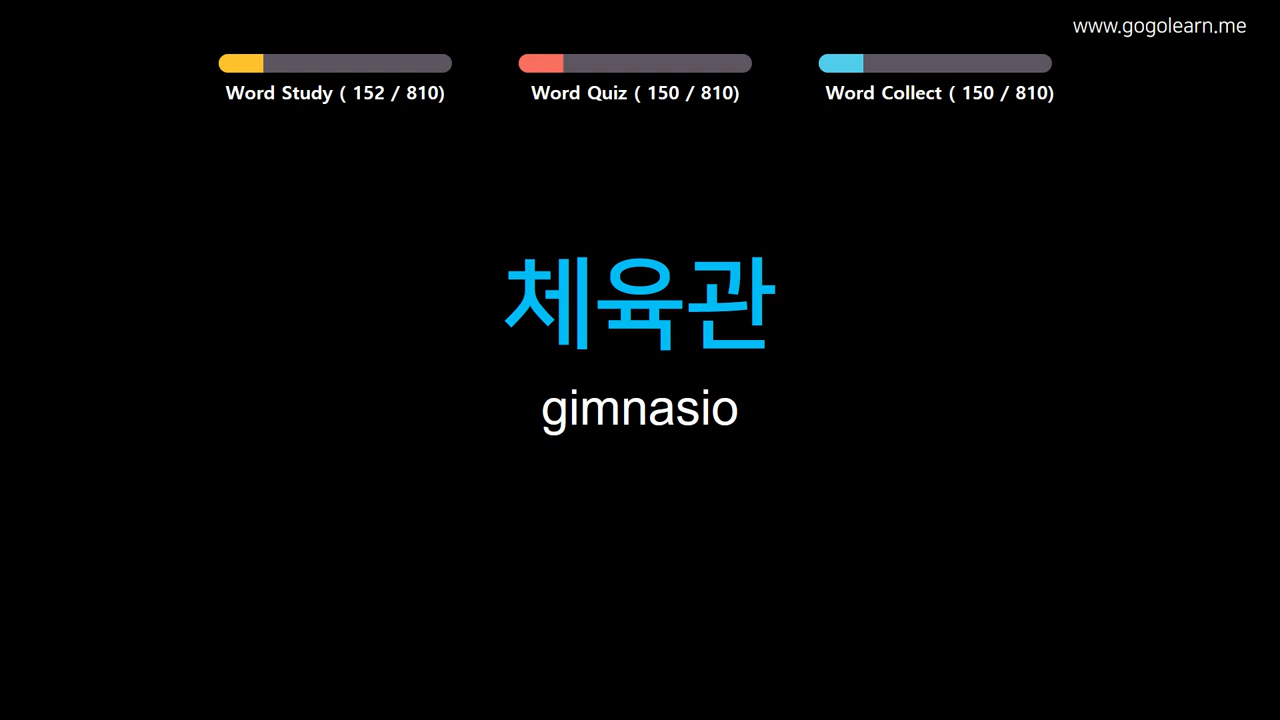 www.gogolearn.me
Word Study ( 152 / 810)
Word Quiz ( 150 / 810)
Word Collect ( 150 / 810)
체육관
gimnasio